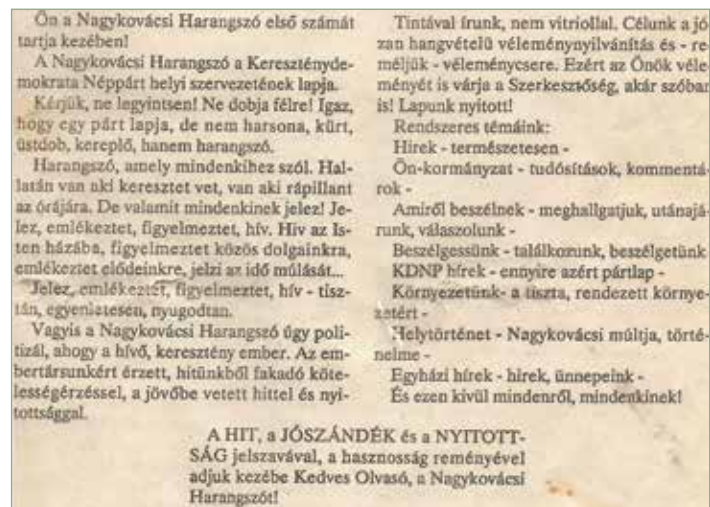 Ön a Nagykovácsi Harangszó első számát
tartja kezében!
A Nagykovácsi Harangszó a Kereszténydemokrata
mokrata Néppárt helyi szervezetének lapja.
Kérjük, ne legyintsen! Ne dobja félre! Igaz,
hogy egy párt lapja, de nem harsona, kürt,
üstdob, kereplő, hanem harangszó.
Harangszó, amely mindenkihez szól. Hal-
latán van aki keresztet vet, van aki rápillant
az órájára. De valamit mindenkinek jelez! Je-
lez, emlékeztet, figyelmeztet, hív. Hiv az Is-
ten házába, figyelmeztet közös dolgainkra,
emlékeztet elődeinkre, jelzi az idő múlását...
Jelez, emlékeztet, figyelmeztet, hív - tisz-
tán, egyenletesen, nyugodtan.
Vagyis a Nagykovácsi Harangszó úgy poli-
tizál, ahogy a hívő, keresztény ember. Az em-
bertársunkért érzett, hitünkből fakadó köte-
lességérzéssel, a jövőbe vetett hittel és nyi-
tottsággal.
Tintával írunk, nem vitriollal. Célunk a jó-
zan hangvételű véleménynyilvánítás és - re-
méljük - véleménycsere. Ezért az Önök véle-
ményét is várja a Szerkesztőség, akár szóban
is! Lapunk nyitott!
Rendszeres témáink:
Hirek - természetesen -
Ön-kormányzat - tudósítások, kommentá-
rok -
Amiről beszélnek - meghallgatjuk, utánajá-
runk, válaszolunk -
Beszélgessünk - találkozunk, beszélgetünk
KDNP hírek - ennyire azért pártlap -
Környezetünk- a tiszta, rendezett környe-
zetért -
Helytörténet - Nagykovácsi múltja, törté-
nelme -
Egyházi hírek - hirek, ünnepeink -
És ezen kivül mindenről, mindenkinek!
A HIT, a JÓSZÁNDÉK és a NYITOTT-
SÁG jelszavával, a hasznosság reményével
adjuk kezébe Kedves Olvasó, a Nagykovácsi
Harangszót!